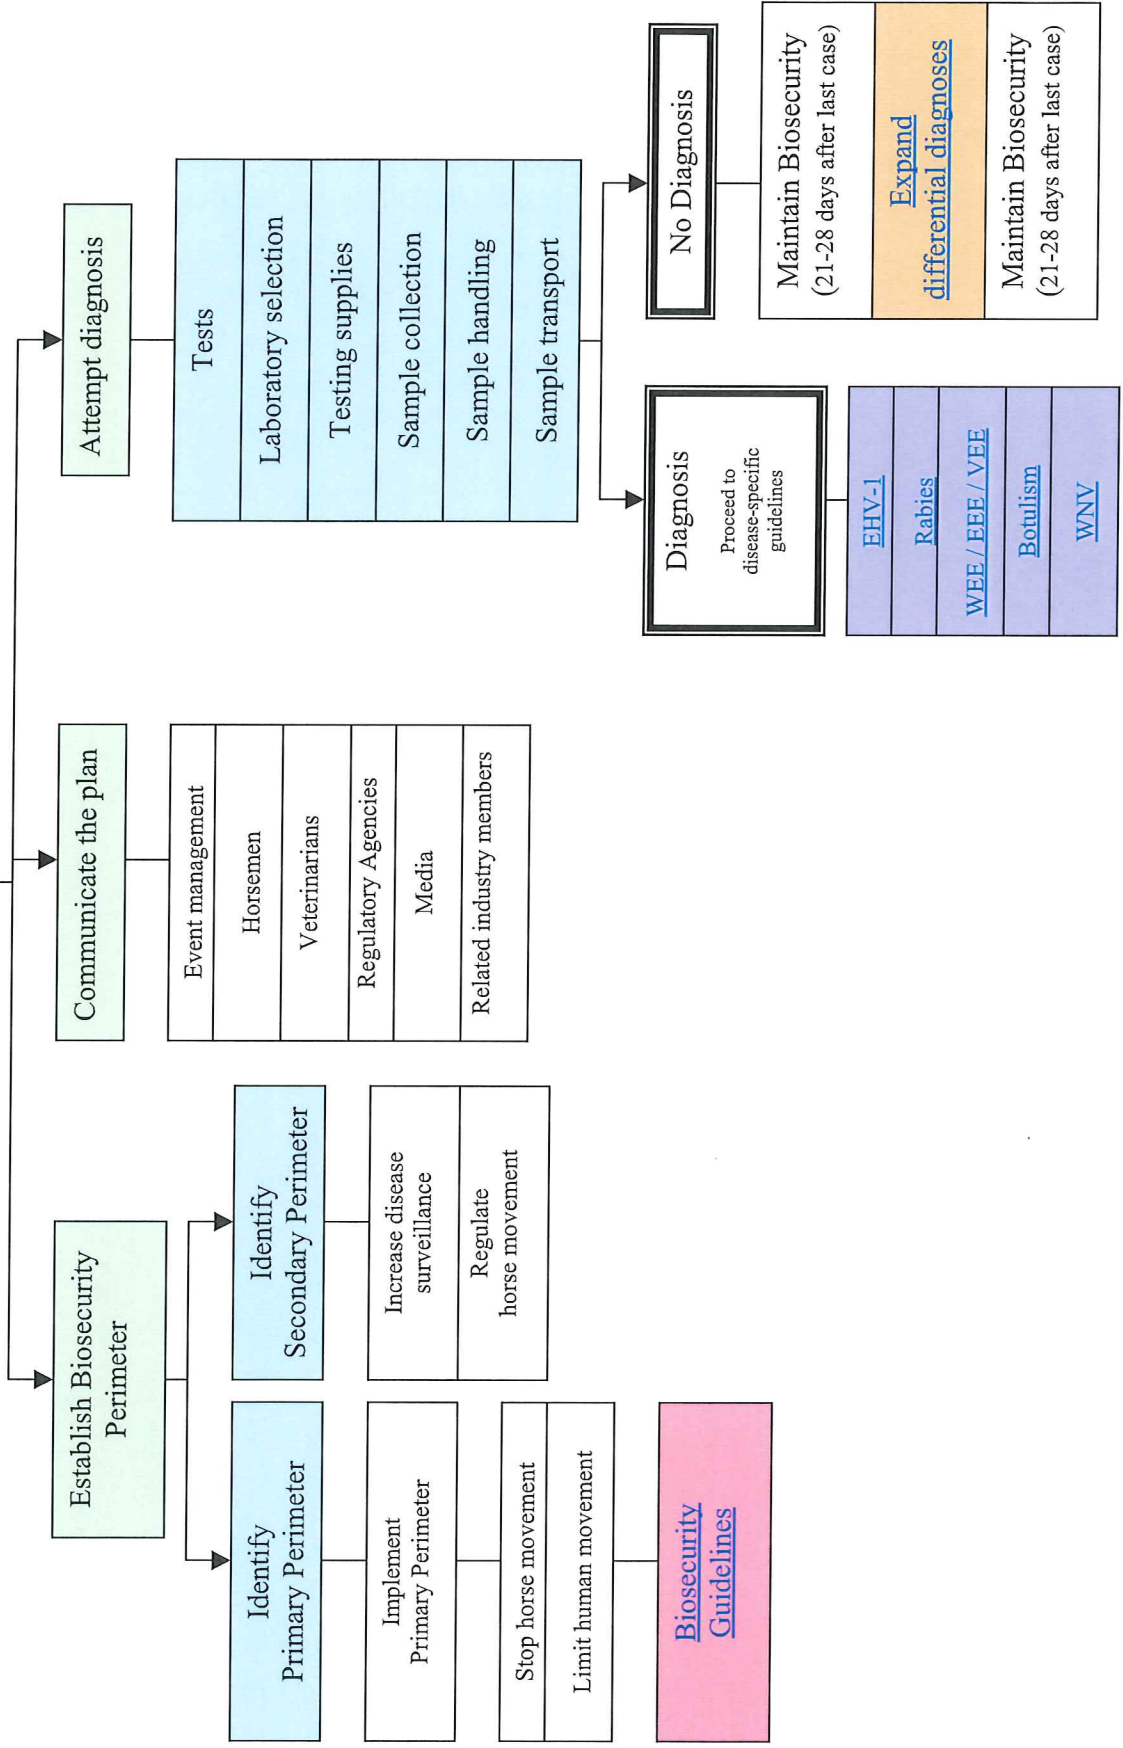 Establish Biosecurity
Perimeter
Identify
Primary Perimeter
Implement
Primary Perimeter
Stop horse movement
Limit human movement
Biosecurity
Guidelines
Identify
Secondary Perimeter
Increase disease
surveillance
Regulate
horse movement
Communicate the plan
Event management
Horsemen
Veterinarians
Regulatory Agencies
Media
Related industry members
Attempt diagnosis
Tests
Laboratory selection
Testing supplies
Sample collection
Sample handling
Sample transport
Diagnosis
Proceed to
disease-specific
guidelines
EHV-1
Rabies
WEE / EEE / VEE
Botulism
WNV
No Diagnosis
Maintain Biosecurity
(21-28 days after last case)
Expand
differential diagnoses
Maintain Biosecurity
(21-28 days after last case)